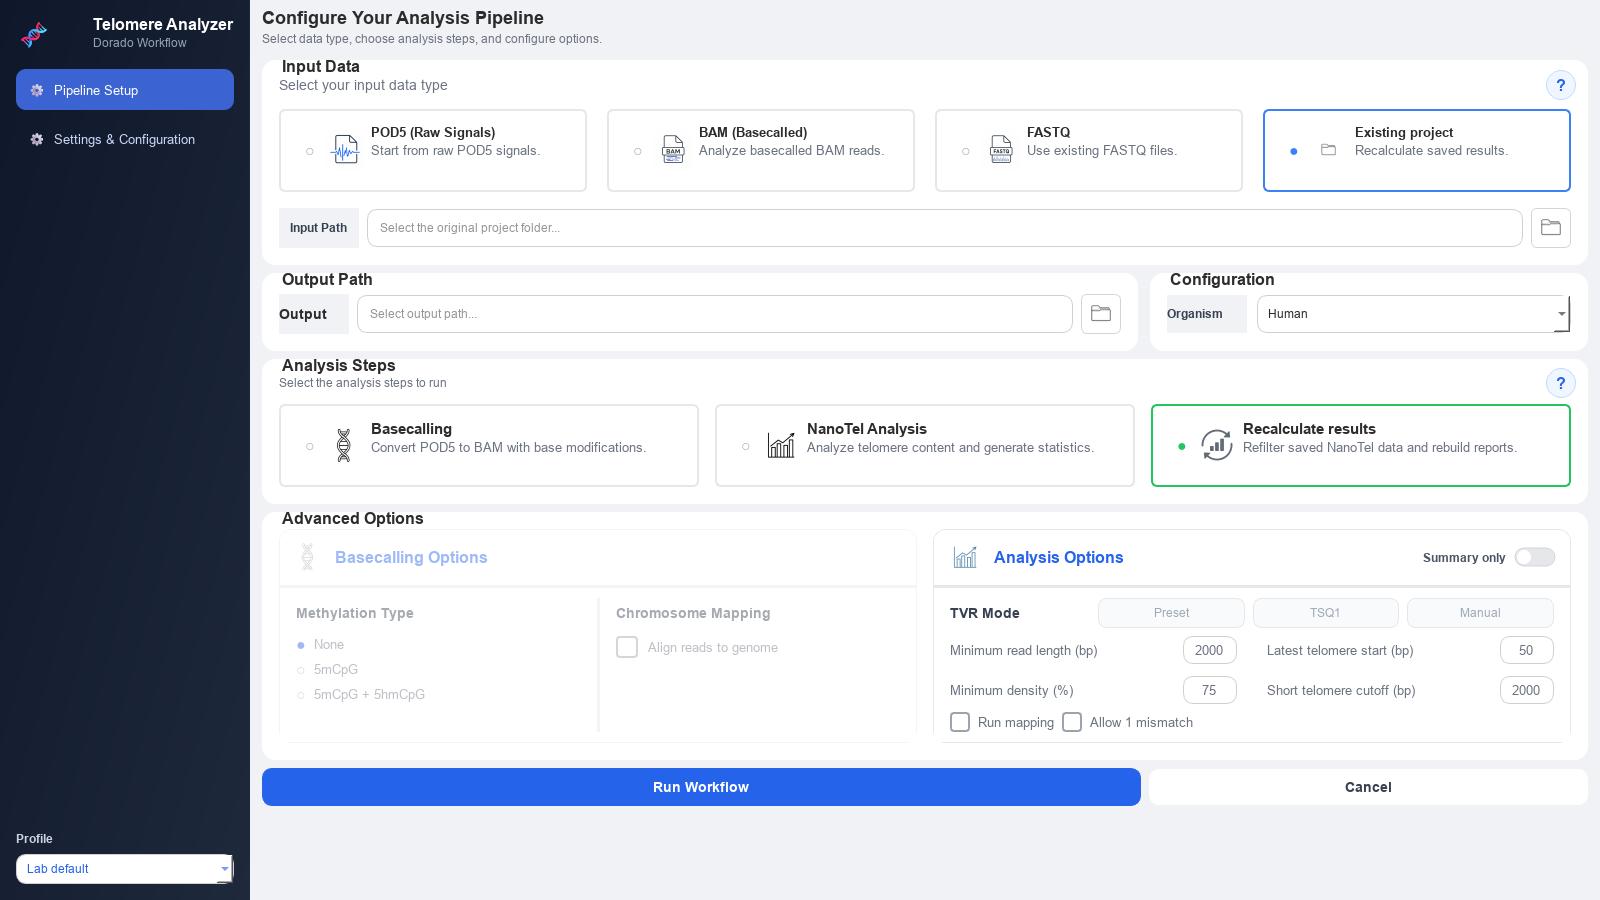 Telomere Analyzer
Dorado Workflow
Pipeline Setup
Settings & Configuration
Profile
Lab default
Configure Your Analysis Pipeline
Select data type, choose analysis steps, and configure options.
Input Data
Select your input data type
?
POD5 (Raw Signals)
Start from raw POD5 signals.
BAM
BAM (Basecalled)
Analyze basecalled BAM reads.
FASTQ
FASTQ
Use existing FASTQ files.
Existing project
Recalculate saved results.
Input Path
Select the original project folder...
Output Path
Output
Select output path...
Configuration
Organism
Human
Analysis Steps
Select the analysis steps to run
?
Basecalling
Convert POD5 to BAM with base modifications.
NanoTel Analysis
Analyze telomere content and generate statistics.
Recalculate results
Refilter saved NanoTel data and rebuild reports.
Advanced Options
Basecalling Options
Methylation Type
None
5mCpG
5mCpG + 5hmCpG
Chromosome Mapping
Align reads to genome
Analysis Options
Summary only
TVR Mode
Preset
TSQ1
Manual
Minimum read length (bp)
2000
Latest telomere start (bp)
50
Minimum density (%)
75
Short telomere cutoff (bp)
2000
Run mapping
Allow 1 mismatch
Run Workflow
Cancel